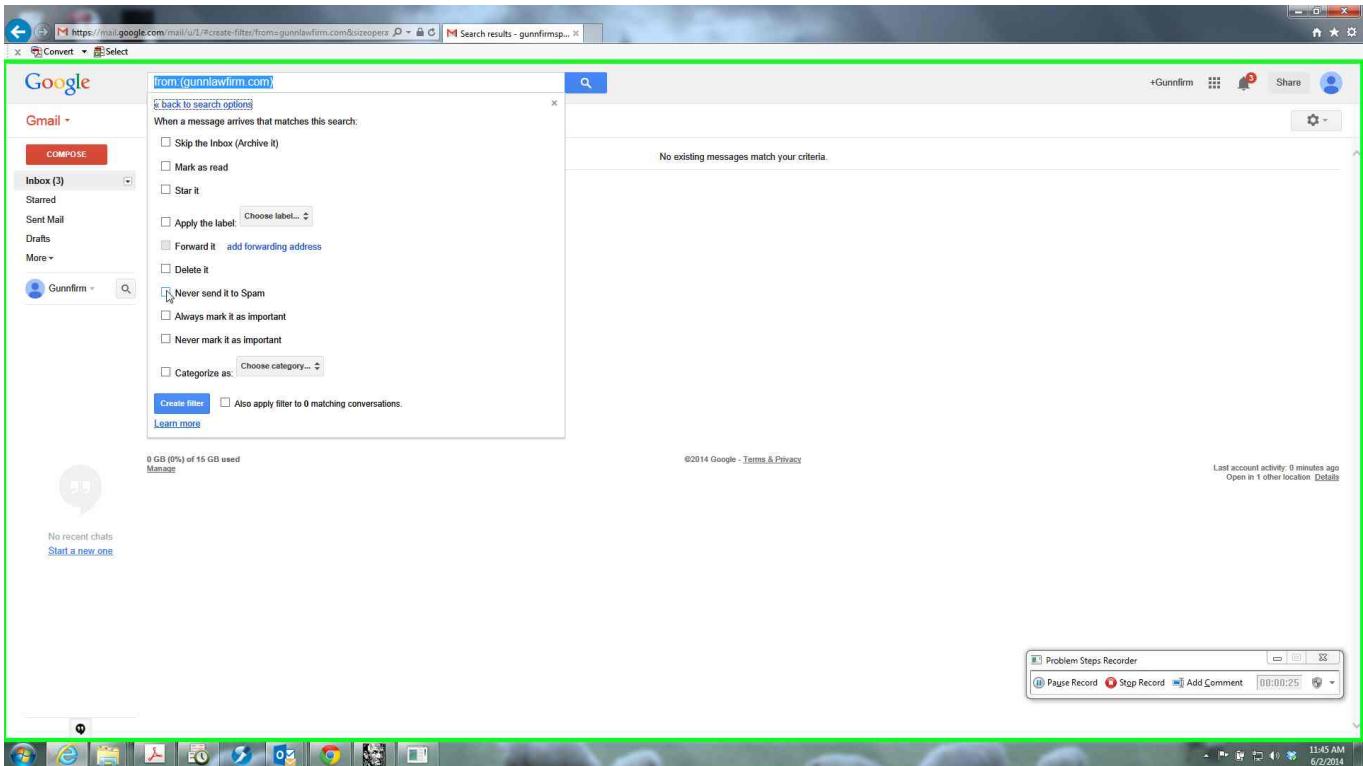 https://mail.google.com/mail/u/1/#create-filter/from=gunnlawfirm.com&sizeopera
Search results - gunnfirmsp...
x Convert Select
Google
from:(gunnlawfirm.com)
+Gunnfirm
3
Share
« back to search options
×
Gmail
When a message arrives that matches this search:
Skip the Inbox (Archive it)
COMPOSE
No existing messages match your criteria.
Mark as read
Inbox (3)
Star it
Starred
Sent Mail
Apply the label: Choose label...
Drafts
Forward it add forwarding address
More
Delete it
Gunnfirm
Never send it to Spam
Always mark it as important
Never mark it as important
Categorize as: Choose category...
Create filter Also apply filter to 0 matching conversations.
Learn more
0 GB (0%) of 15 GB used
Manage
©2014 Google - Terms & Privacy
Last account activity: 0 minutes ago
Open in 1 other location Details
No recent chats
Start a new one
Problem Steps Recorder
Pause Record Stop Record Add Comment 00:00:25
11:45 AM
6/2/2014